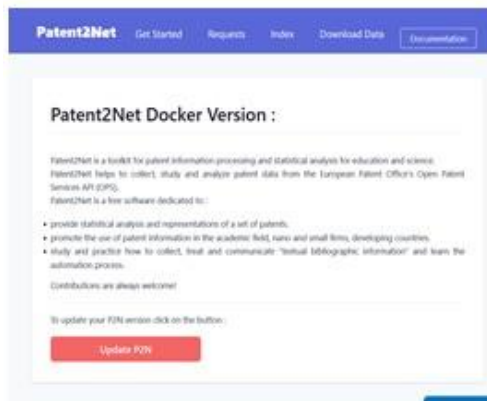 Patent2Net Get Started Requests Index Download Data Documentation
Patent2Net Docker Version :
Patent2Net is a toolkit for patent information processing and statistical analysis for education and science.
Patent2Net helps to collect, study and analyze patent data from the European Patent Office's Open Patent
Services API (OPS).
Patent2Net is a free software dedicated to :
• provide statistical analysis and representations of a set of patents.
• promote the use of patent information in the academic field, nano and small firms, developing countries.
• study and practice how to collect, treat and communicate "textual bibliographic information" and learn the
automation process.
Contributions are always welcome!
To update your P2N version click on the button :
Update P2N